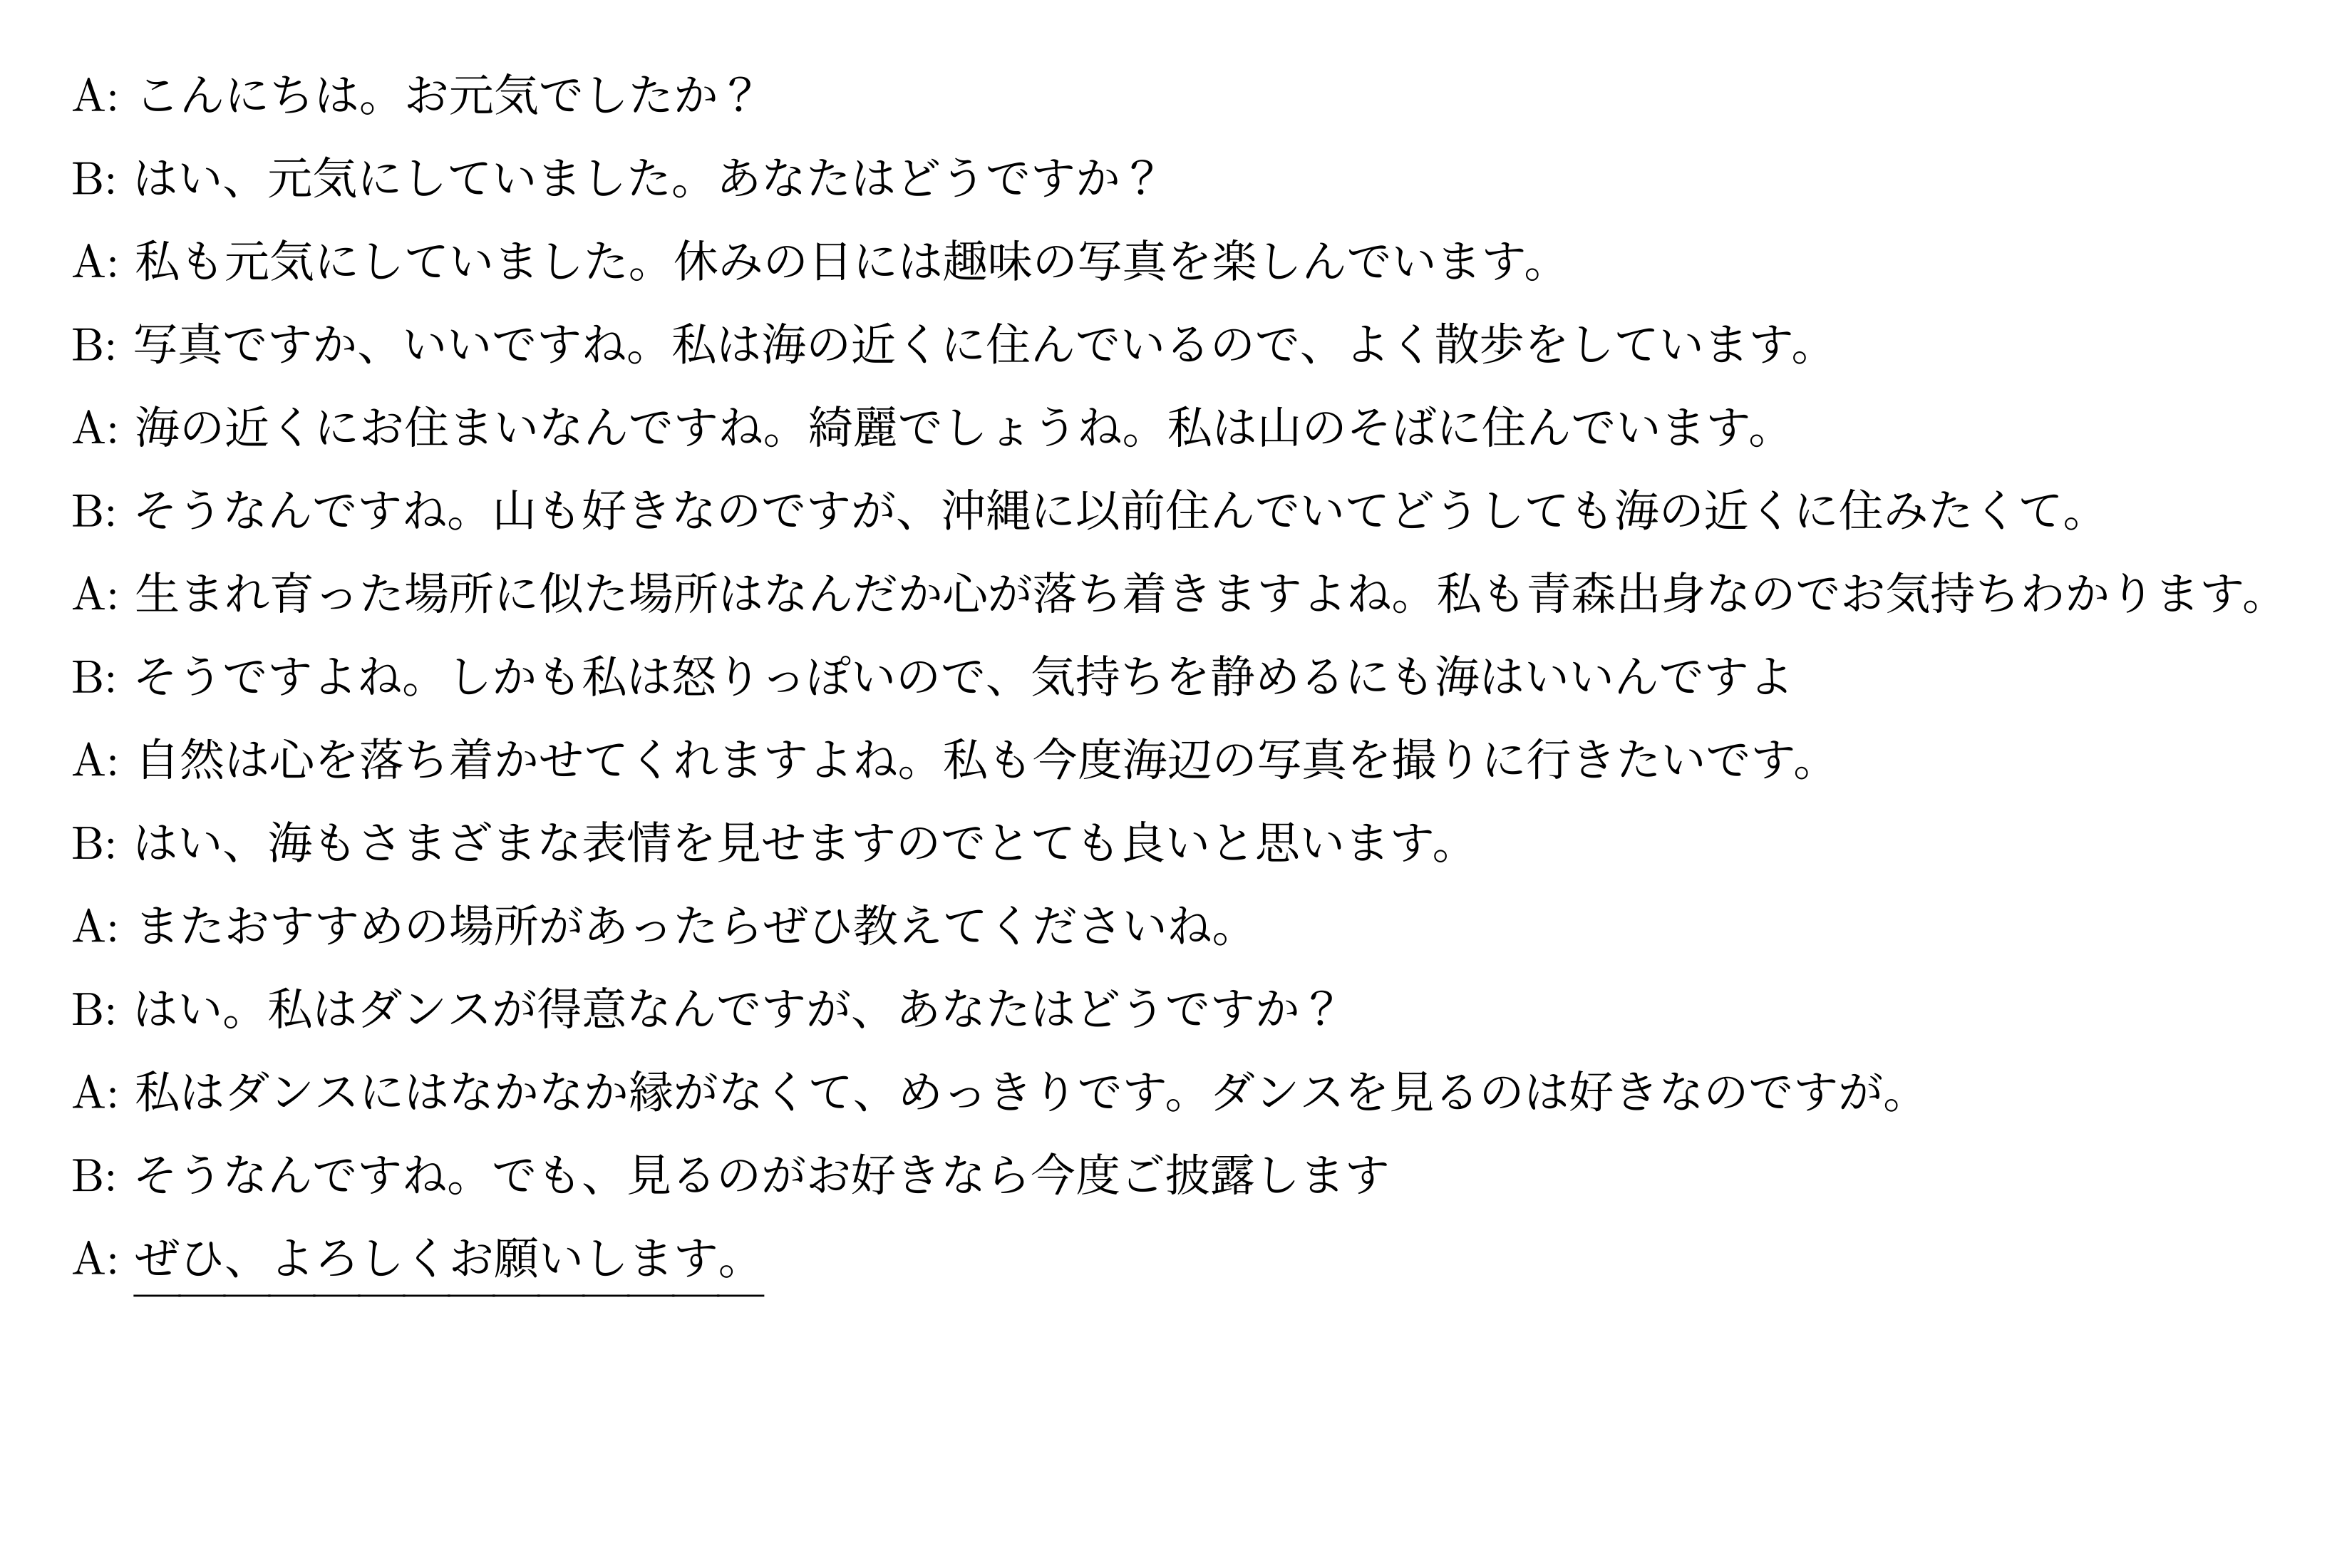 A: こんにちは。お元気でしたか？
B: はい、元気にしていました。あなたはどうですか？
A: 私も元気にしていました。休みの日には趣味の写真を楽しんでいます。
B: 写真ですか、いいですね。私は海の近くに住んでいるので、よく散歩をしています。
A: 海の近くにお住まいなんですね。綺麗でしょうね。私は山のそばに住んでいます。
B: そうなんですね。山も好きなのですが、沖縄に以前住んでいてどうしても海の近くに住みたくて。
A: 生まれ育った場所に似た場所はなんだか心が落ち着きますよね。私も青森出身なのでお気持ちわかります。
B: そうですよね。しかも私は怒りっぽいので、気持ちを静めるにも海はいいんですよ
A: 自然は心を落ち着かせてくれますよね。私も今度海辺の写真を撮りに行きたいです。
B: はい、海もさまざまな表情を見せますのでとても良いと思います。
A: またおすすめの場所があったらぜひ教えてくださいね。
B: はい。私はダンスが得意なんですが、あなたはどうですか？
A: 私はダンスにはなかなか縁がなくて、めっきりです。ダンスを見るのは好きなのですが。
B: そうなんですね。でも、見るのがお好きなら今度ご披露します
A: ぜひ、よろしくお願いします。